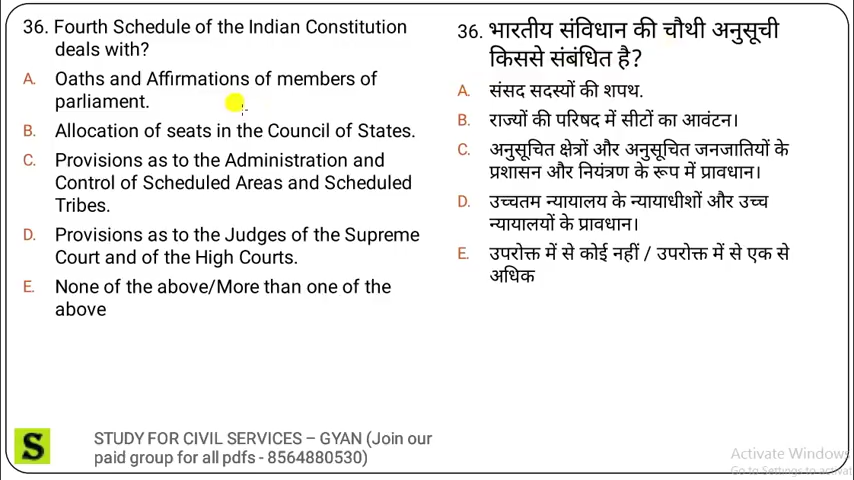 36. Fourth Schedule of the Indian Constitution
deals with?
A. Oaths and Affirmations of members of
parliament.
B. Allocation of seats in the Council of States.
C. Provisions as to the Administration and
Control of Scheduled Areas and Scheduled
Tribes.
D. Provisions as to the Judges of the Supreme
Court and of the High Courts.
E. None of the above/More than one of the
above
36. भारतीय संविधान की चौथी अनुसूची
किससे संबंधित है?
A. संसद सदस्यों की शपथ.
B. राज्यों की परिषद में सीटों का आवंटन।
C. अनुसूचित क्षेत्रों और अनुसूचित जनजातियों के
प्रशासन और नियंत्रण के रूप में प्रावधान।
D. उच्चतम न्यायालय के न्यायाधीशों और उच्च
न्यायालयों के प्रावधान।
E. उपरोक्त में से कोई नहीं / उपरोक्त में से एक से
अधिक
S
STUDY FOR CIVIL SERVICES – GYAN (Join our
paid group for all pdfs - 8564880530)
Activate Windows
Go to Settings to activat